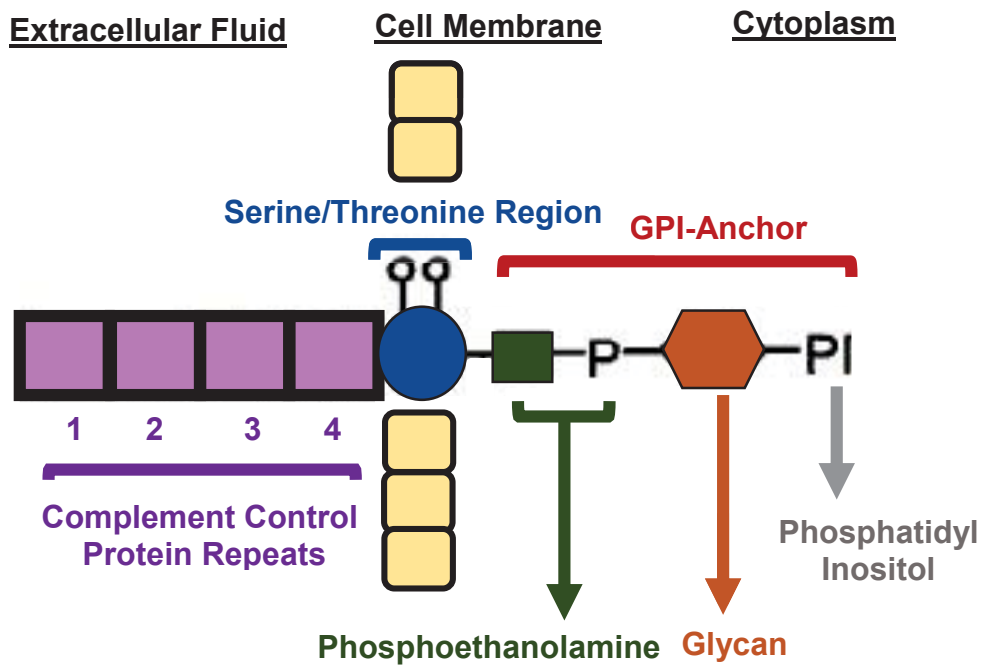 Extracellular Fluid
Cell Membrane
Cytoplasm
Serine/Threonine Region
GPI-Anchor
P
PI
1 2 3 4
Complement Control
Protein Repeats
Phosphatidyl
Inositol
Phosphoethanolamine
Glycan